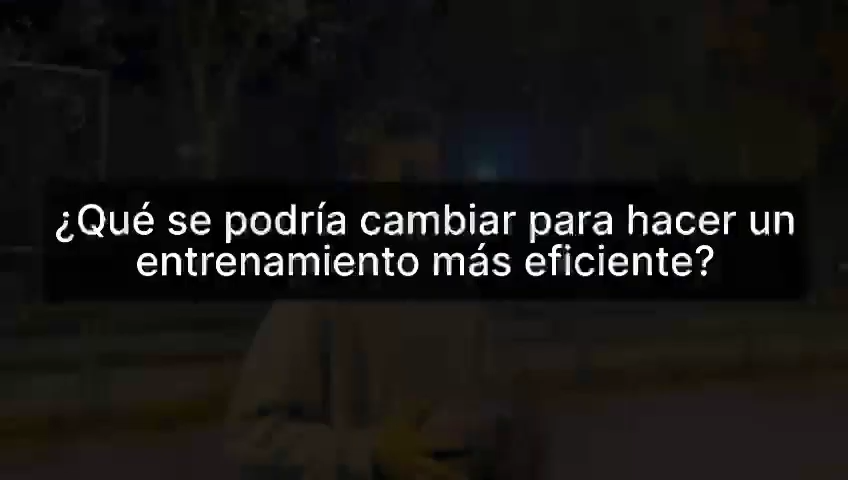 ¿Qué se podría cambiar para hacer un
entrenamiento más eficiente?